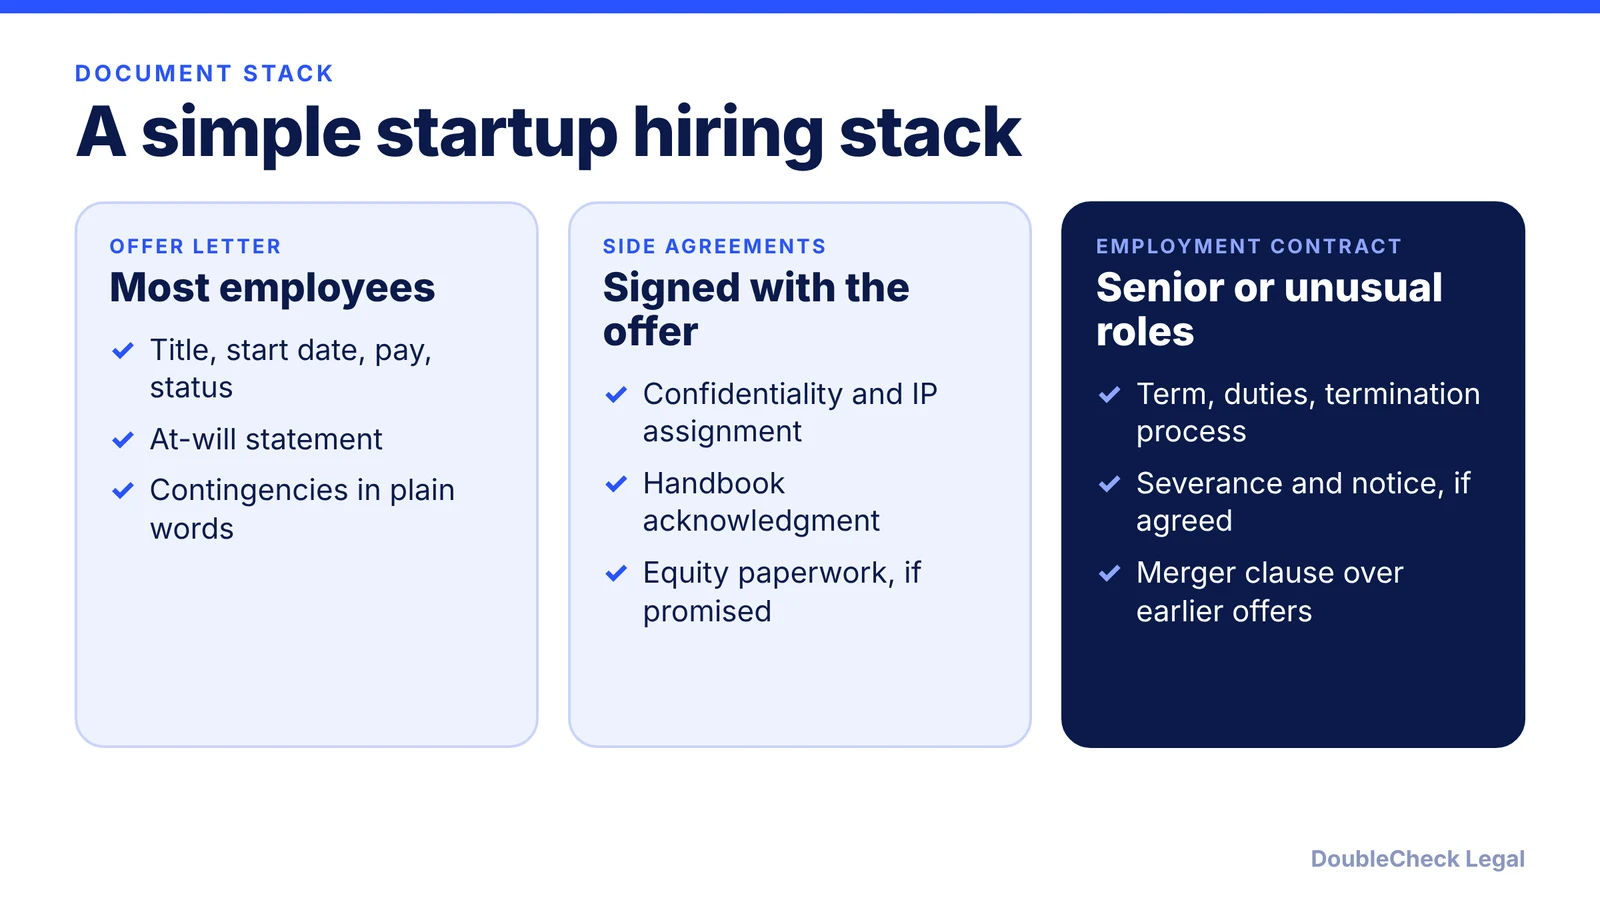 DOCUMENT STACK
A simple startup hiring stack
OFFER LETTER
Most employees
Title, start date, pay,
status
At-will statement
Contingencies in plain
words
SIDE AGREEMENTS
Signed with the
offer
Confidentiality and IP
assignment
Handbook
acknowledgment
Equity paperwork, if
promised
EMPLOYMENT CONTRACT
Senior or unusual
roles
Term, duties, termination
process
Severance and notice, if
agreed
Merger clause over
earlier offers
DoubleCheck Legal